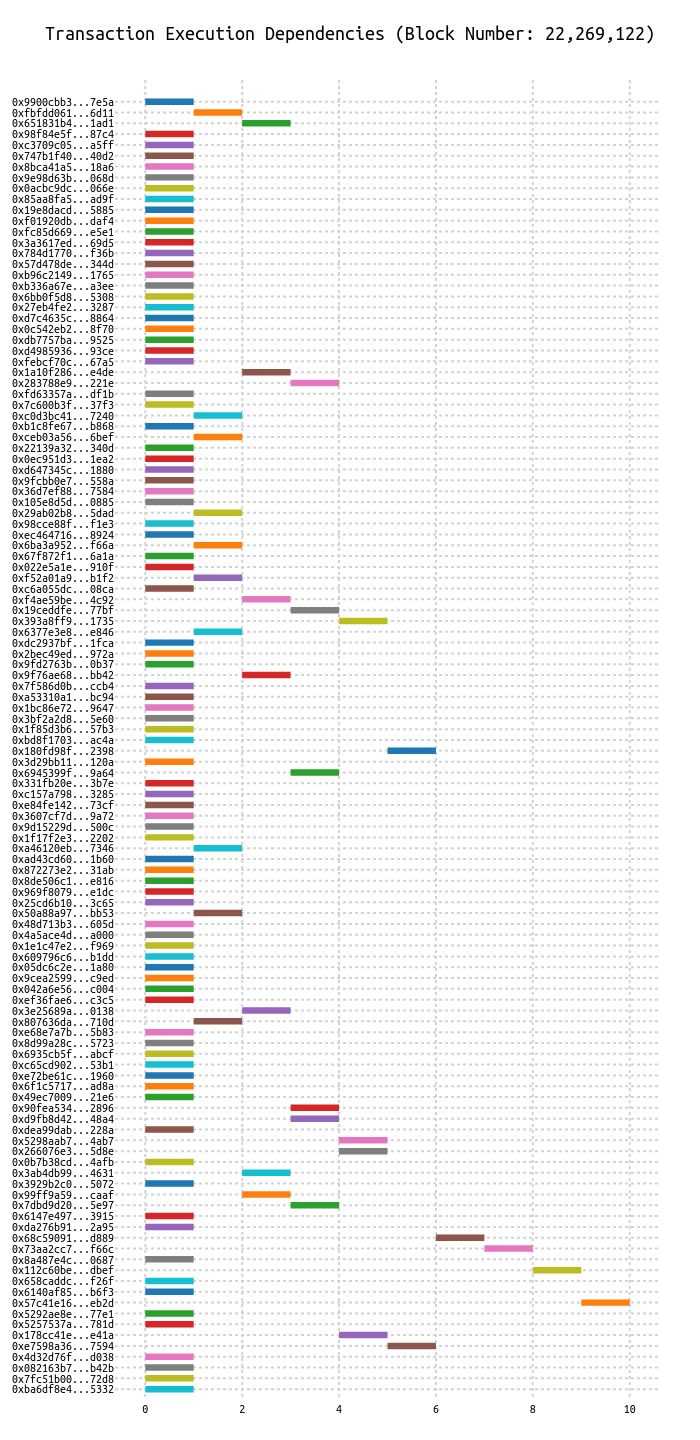 Transaction Execution Dependencies (Block Number: 22,269,122)
0x9900cbb3...7e5a
0xfbfdd061...6d11
0x651831b4...1ad1
0x98f84e5f...87c4
0xc3709c05...a5ff
0x747b1f40...40d2
0x8bca41a5...18a6
0x9e98d63b...068d
0x0acbc9dc...066e
0x85aa8fa5...ad9f
0x19e8dacd...5885
0xf01920db...daf4
0xfc85d669...e5e1
0x3a3617ed...69d5
0x784d1770...f36b
0x57d478de...344d
0xb96c2149...1765
0xb336a67e...a3ee
0x6bb0f5d8...5308
0x27eb4fe2...3287
0xd7c4635c...8864
0x0c542eb2...8f70
0xdb7757ba...9525
0xd4985936...93ce
0xfebcf70c...67a5
0x1a10f286...e4de
0x283788e9...221e
0xfd63357a...df1b
0x7c600b3f...37f3
0xc0d3bc41...7240
0xb1c8fe67...b868
0xceb03a56...6bef
0x22139a32...340d
0x0ec951d3...1ea2
0xd647345c...1880
0x9fcbb0e7...558a
0x36d7ef88...7584
0x105e8d5d...0885
0x29ab02b8...5dad
0x98cce88f...f1e3
0xec464716...8924
0x6ba3a952...f66a
0x67f872f1...6a1a
0x022e5a1e...910f
0xf52a01a9...b1f2
0xc6a055dc...08ca
0xf4ae59be...4c92
0x19ceddfe...77bf
0x393a8ff9...1735
0x6377e3e8...e846
0xdc2937bf...1fca
0x2bec49ed...972a
0x9fd2763b...0b37
0x9f76ae68...bb42
0x7f586d0b...ccb4
0xa53310a1...bc94
0x1bc86e72...9647
0x3bf2a2d8...5e60
0x1f85d3b6...57b3
0xbd8f1703...ac4a
0x180fd98f...2398
0x3d29bb11...120a
0x6945399f...9a64
0x331fb20e...3b7e
0xc157a798...3285
0xe84fe142...73cf
0x3607cf7d...9a72
0x9d15229d...500c
0x1f17f2e3...2202
0xa46120eb...7346
0xad43cd60...1b60
0x872273e2...31ab
0x8de506c1...e816
0x969f8079...e1dc
0x25cd6b10...3c65
0x50a88a97...bb53
0x48d713b3...605d
0x4a5ace4d...a000
0x1e1c47e2...f969
0x609796c6...b1dd
0x05dc6c2e...1a80
0x9cea2599...c9ed
0x042a6e56...c004
0xef36fae6...c3c5
0x3e25689a...0138
0x807636da...710d
0xe68e7a7b...5b83
0x8d99a28c...5723
0x6935cb5f...abcf
0xc65cd902...53b1
0xe72be61c...1960
0x6f1c5717...ad8a
0x49ec7009...21e6
0x90fea534...2896
0xd9fb8d42...48a4
0xdea99dab...228a
0x5298aab7...4ab7
0x266076e3...5d8e
0x0b7b38cd...4afb
0x3ab4db99...4631
0x3929b2c0...5072
0x99ff9a59...caaf
0x7dbd9d20...5e97
0x6147e497...3915
0xda276b91...2a95
0x68c59091...d889
0x73aa2cc7...f66c
0x8a487e4c...0687
0x112c60be...dbef
0x658caddc...f26f
0x6140af85...b6f3
0x57c41e16...eb2d
0x5292ae8e...77e1
0x5257537a...781d
0x178cc41e...e41a
0xe7598a36...7594
0x4d32d76f...d038
0x082163b7...b42b
0x7fc51b00...72d8
0xba6df8e4...5332
0 2 4 6 8 10